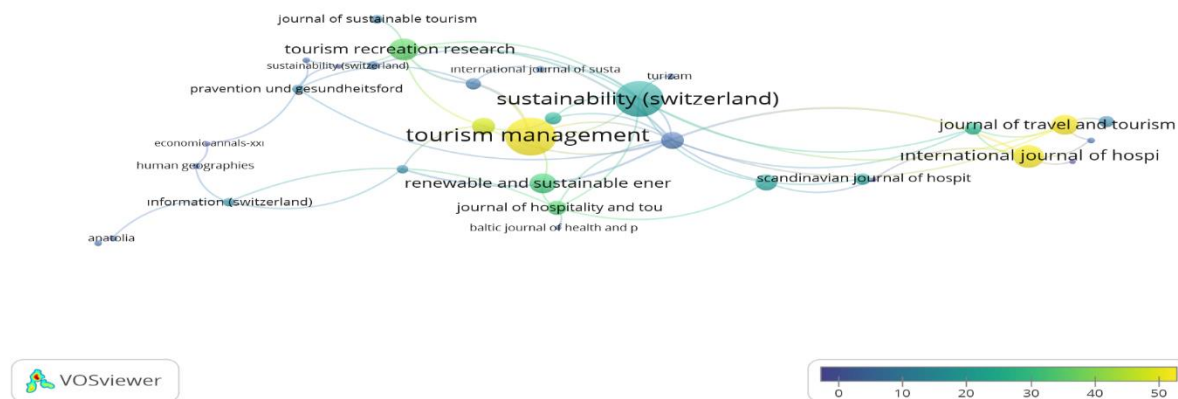 journal of sustainable tourism
tourism recreation research
sustainability (switzerland)
international journal of susta
turizam
pravention und gesundheitsford
sustainability (switzerland)
tourism management
journal of travel and tourism
economic annals-xxi
human geographies
international journal of hospi
renewable and sustainable ener
scandinavian journal of hospit
information (switzerland)
journal of hospitality and tou
baltic journal of health and p
anatolia
VOSviewer
0 10 20 30 40 50